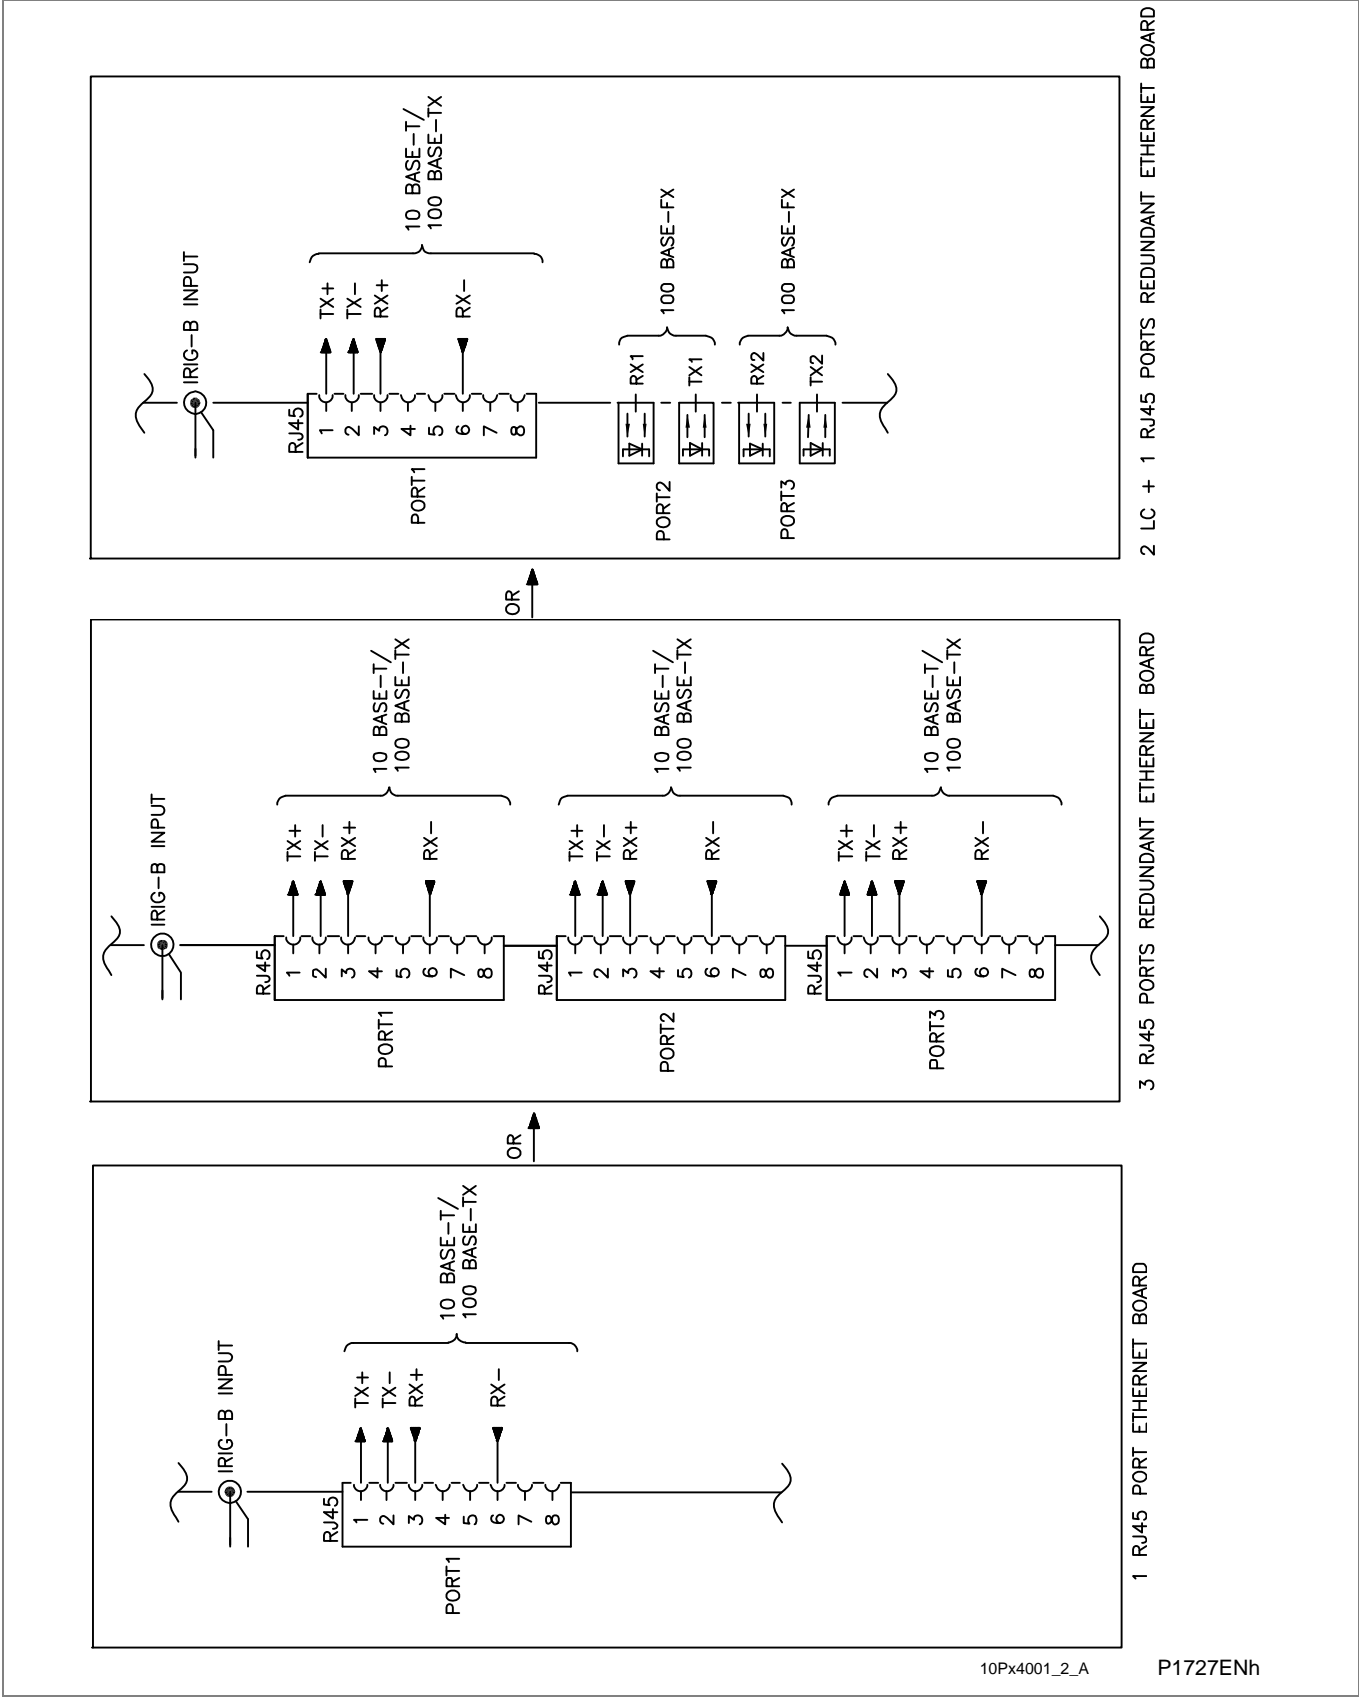 IRIG-B INPUT
RJ45
1
2
3
4
5
6
7
8
TX+
TX-
RX+
RX-
10 BASE-T/
100 BASE-TX
PORT1
1 RJ45 PORT ETHERNET BOARD
OR
IRIG-B INPUT
RJ45
1
2
3
4
5
6
7
8
TX+
TX-
RX+
RX-
10 BASE-T/
100 BASE-TX
PORT1
RJ45
1
2
3
4
5
6
7
8
TX+
TX-
RX+
RX-
10 BASE-T/
100 BASE-TX
PORT2
RJ45
1
2
3
4
5
6
7
8
TX+
TX-
RX+
RX-
10 BASE-T/
100 BASE-TX
PORT3
3 RJ45 PORTS REDUNDANT ETHERNET BOARD
OR
IRIG-B INPUT
RJ45
1
2
3
4
5
6
7
8
TX+
TX-
RX+
RX-
10 BASE-T/
100 BASE-TX
PORT1
RX1
TX1
100 BASE-FX
PORT2
RX2
TX2
100 BASE-FX
PORT3
2 LC + 1 RJ45 PORTS REDUNDANT ETHERNET BOARD
10Px4001_2_A
P1727ENh